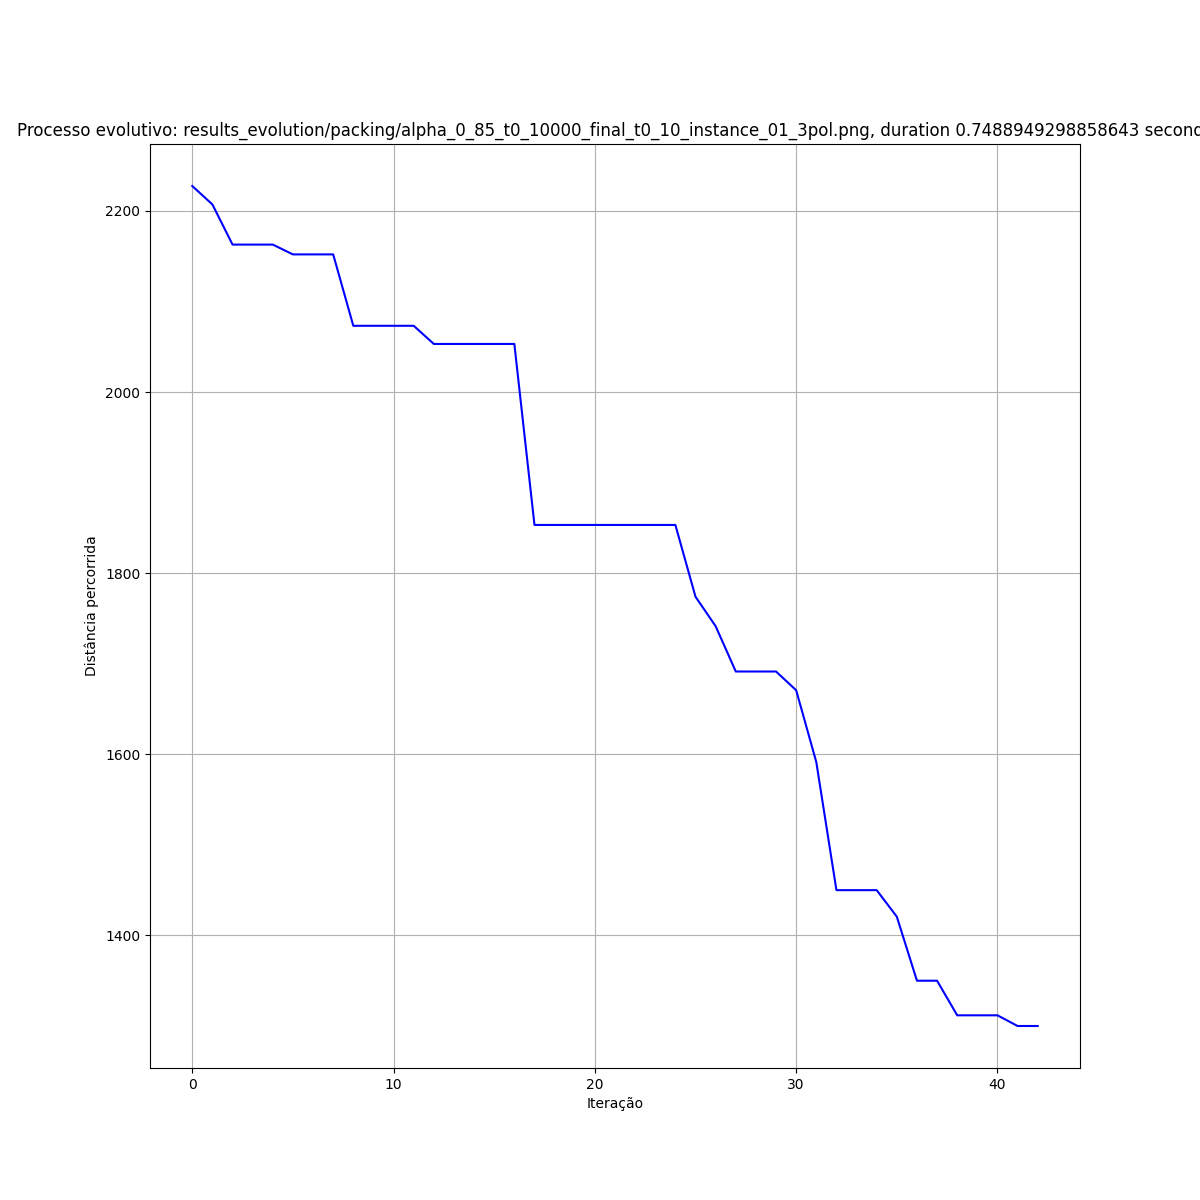 Processo evolutivo: results_evolution/packing/alpha_0_85_t0_10000_final_t0_10_instance_01_3pol.png, duration 0.7488949298858643 second
2200
2000
1800
1600
1400
Distância percorrida
0 10 20 30 40
Iteração